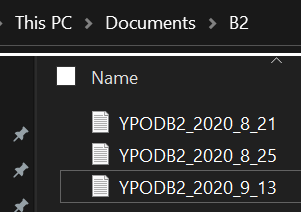 This PC > Documents > B2
Name
YPODB2_2020_8_21
YPODB2_2020_8_25
YPODB2_2020_9_13